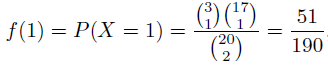 f(1) = P(X = 1) = \frac{\binom{3}{1}\binom{17}{1}}{\binom{20}{2}} = \frac{51}{190}.